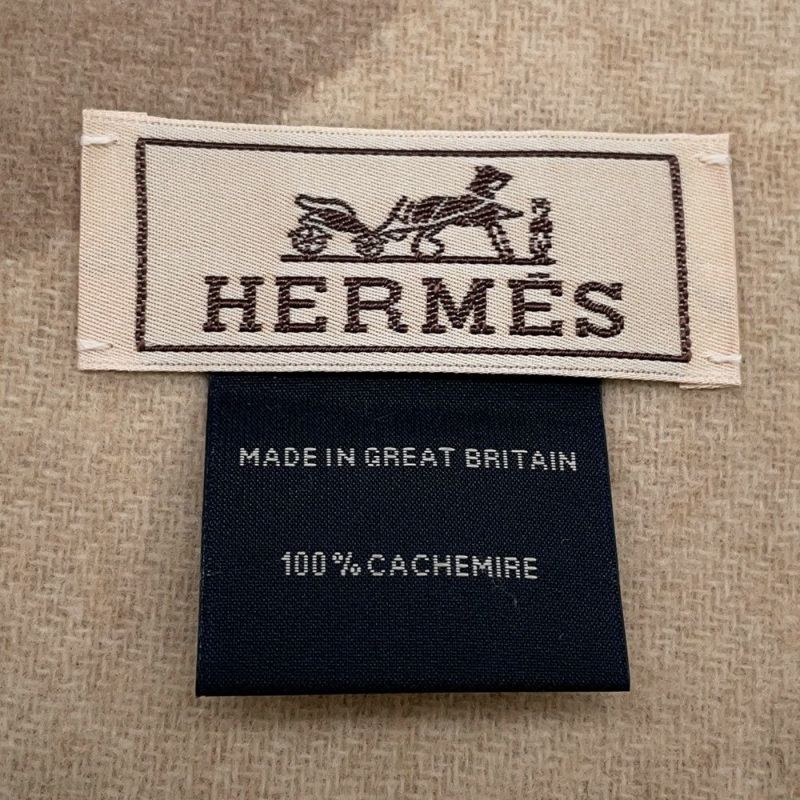 HERMÈS
MADE IN GREAT BRITAIN
100% CACHEMIRE